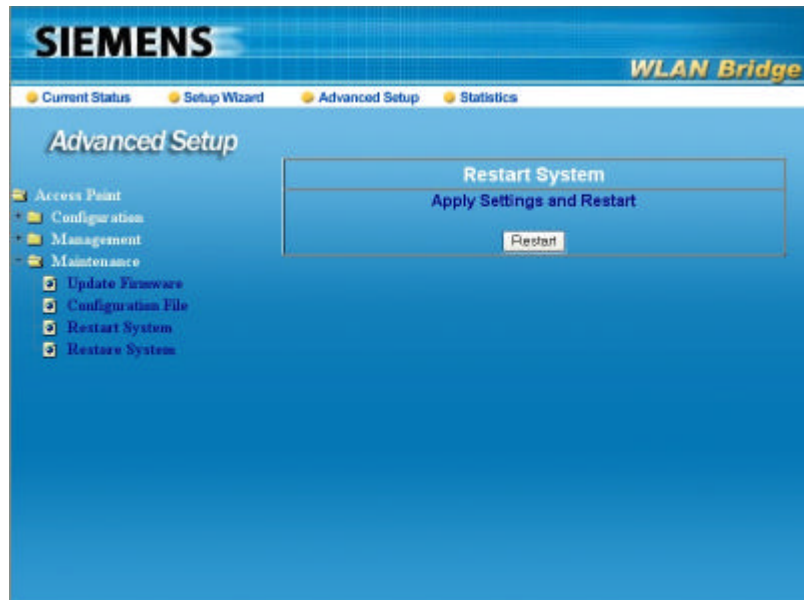 SIEMENS
WLAN Bridge
Current Status
Setup Wizard
Advanced Setup
Statistics
Advanced Setup
Access Point
Configuration
Management
Maintenance
Update Firmware
Configuration File
Restart System
Restore System
Restart System
Apply Settings and Restart
Restart